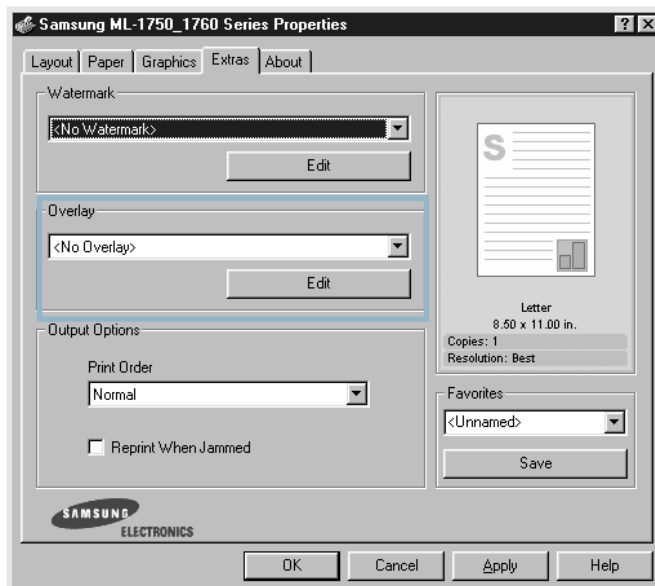 Samsung ML-1750_1760 Series Properties
? X
Layout Paper Graphics Extras About
Watermark
<No Watermark>
Edit
Overlay
<No Overlay>
Edit
Output Options
Print Order
Normal
Reprint When Jammed
S
Letter
8.50 x 11.00 in.
Copies: 1
Resolution: Best
Favorites
<Unnamed>
Save
SAMSUNG
ELECTRONICS
OK Cancel Apply Help